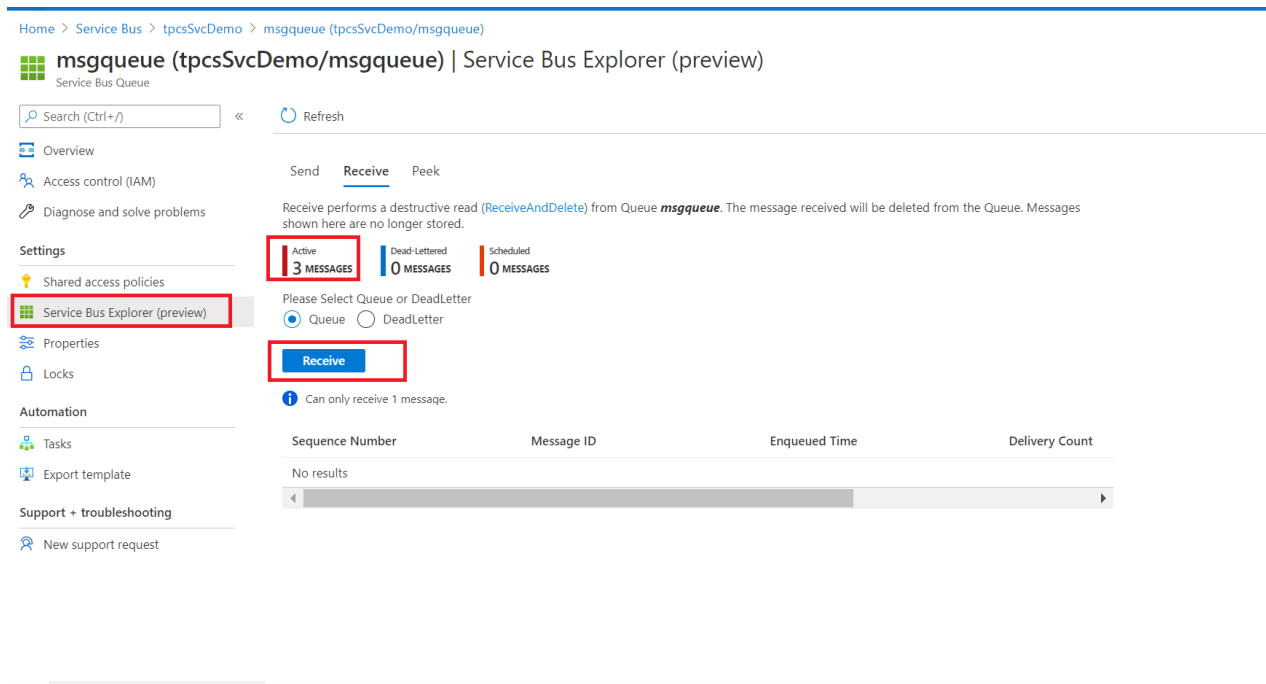 Home > Service Bus > tpcsSvcDemo > msgqueue (tpcsSvcDemo/msgqueue)
msgqueue (tpcsSvcDemo/msgqueue) | Service Bus Explorer (preview)
Service Bus Queue
Search (Ctrl+/)
«
Refresh
Overview
Access control (IAM)
Diagnose and solve problems
Settings
Shared access policies
Service Bus Explorer (preview)
Properties
Locks
Automation
Tasks
Export template
Support + troubleshooting
New support request
Send Receive Peek
Receive performs a destructive read (ReceiveAndDelete) from Queue msgqueue. The message received will be deleted from the Queue. Messages
shown here are no longer stored.
Active
3 MESSAGES
Dead-Lettered
0 MESSAGES
Scheduled
0 MESSAGES
Please Select Queue or DeadLetter
Queue DeadLetter
Receive
Can only receive 1 message.
Sequence Number Message ID Enqueued Time Delivery Count
No results